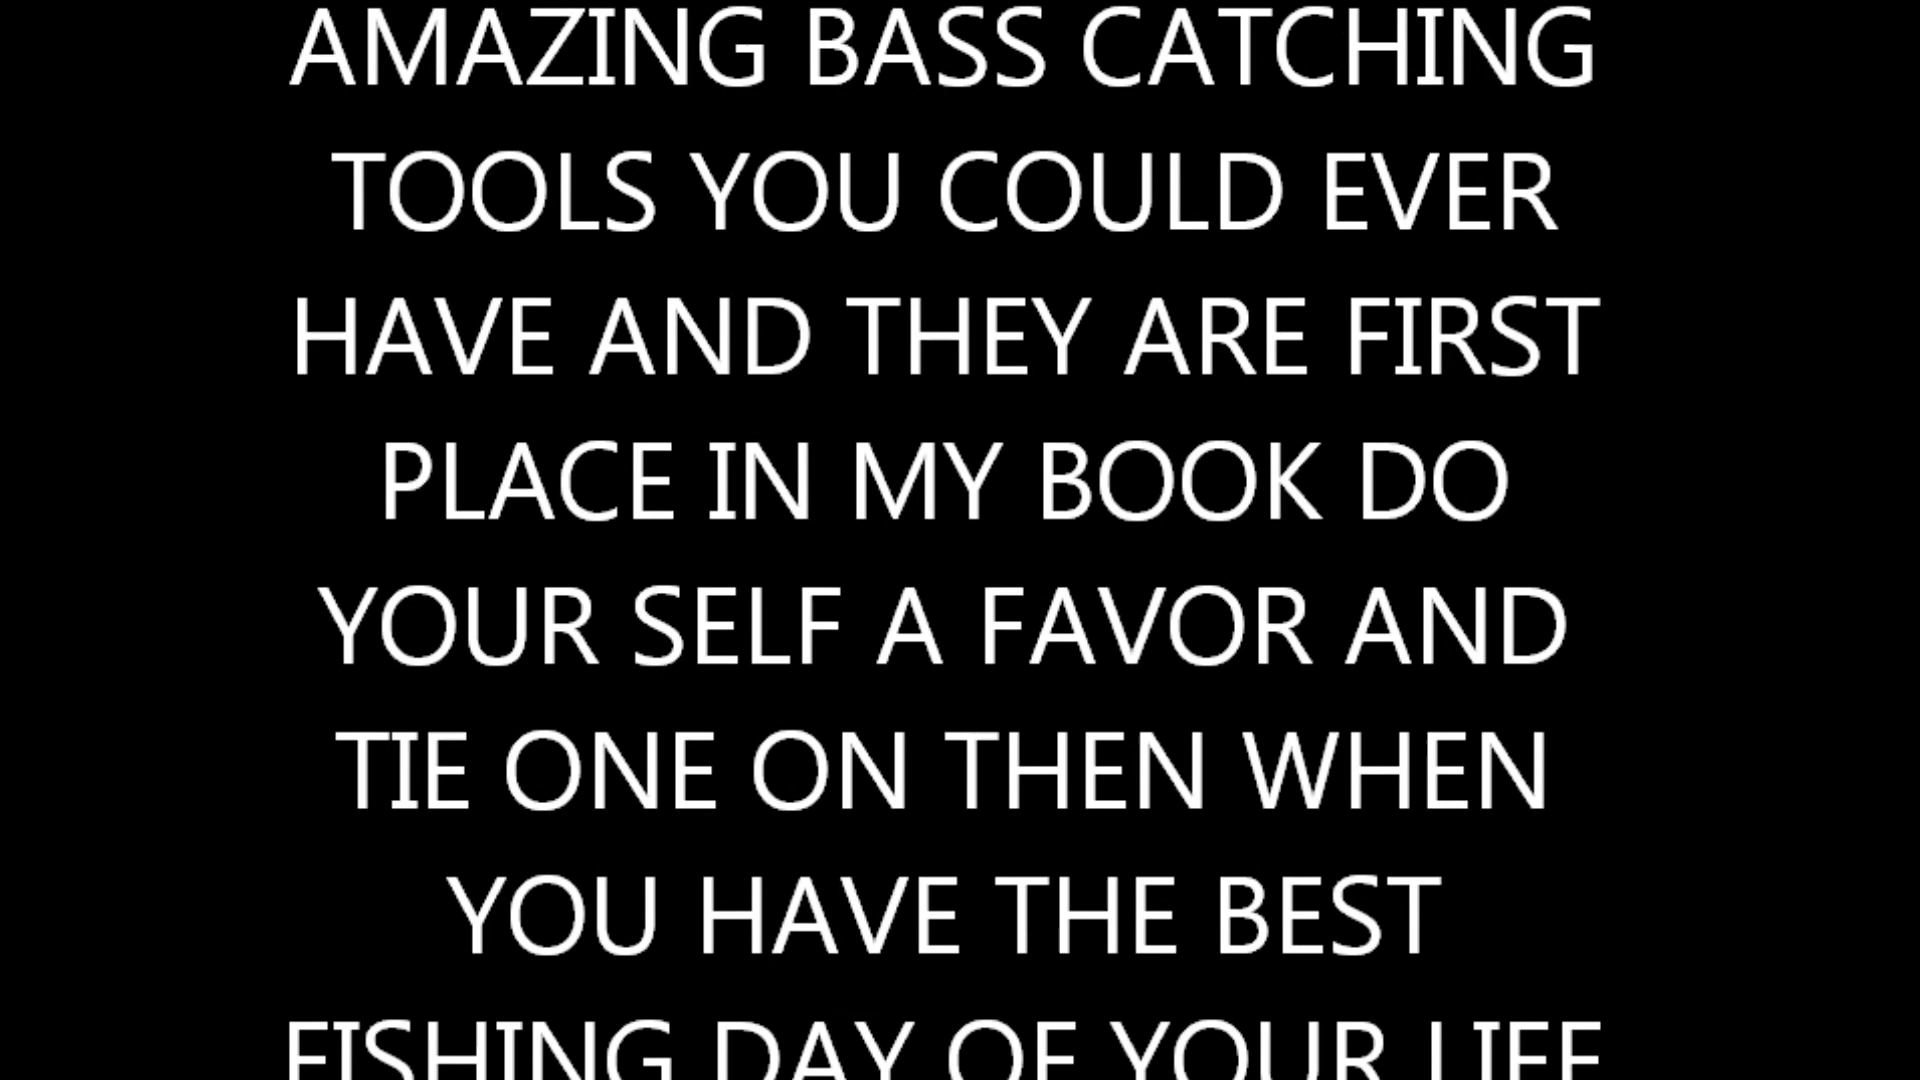 AMAZING BASS CATCHING
TOOLS YOU COULD EVER
HAVE AND THEY ARE FIRST
PLACE IN MY BOOK DO
YOUR SELF A FAVOR AND
TIE ONE ON THEN WHEN
YOU HAVE THE BEST
FISHING DAY OF YOUR LIFE